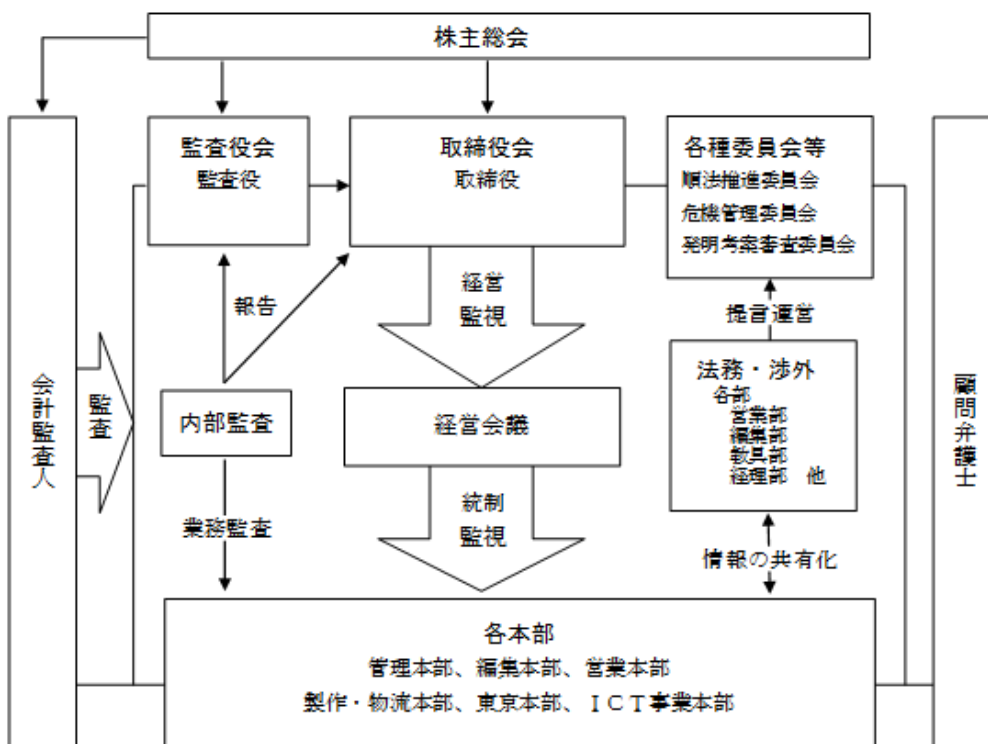 株主総会
監査役会
監査役
取締役会
取締役
各種委員会等
順法推進委員会
危機管理委員会
発明考案審査委員会
報告
経営
監視
提言運営
会計監査人
監査
内部監査
経営会議
法務・渉外
各部
営業部
編集部
教具部
経理部 他
顧問弁護士
業務監査
統制
監視
情報の共有化
各本部
管理本部、編集本部、営業本部
製作・物流本部、東京本部、ICT事業本部